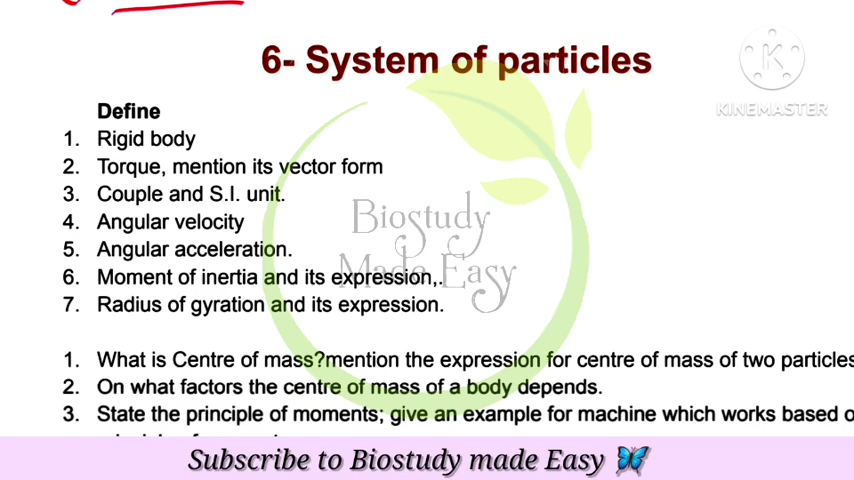 6- System of particles
KINEMASTER
Define
1. Rigid body
2. Torque, mention its vector form
3. Couple and S.I. unit.
4. Angular velocity
5. Angular acceleration.
6. Moment of inertia and its expression,.
7. Radius of gyration and its expression.
Biostudy
Made Easy
1. What is Centre of mass?mention the expression for centre of mass of two particles
2. On what factors the centre of mass of a body depends.
3. State the principle of moments; give an example for machine which works based o
Subscribe to Biostudy made Easy 🦋